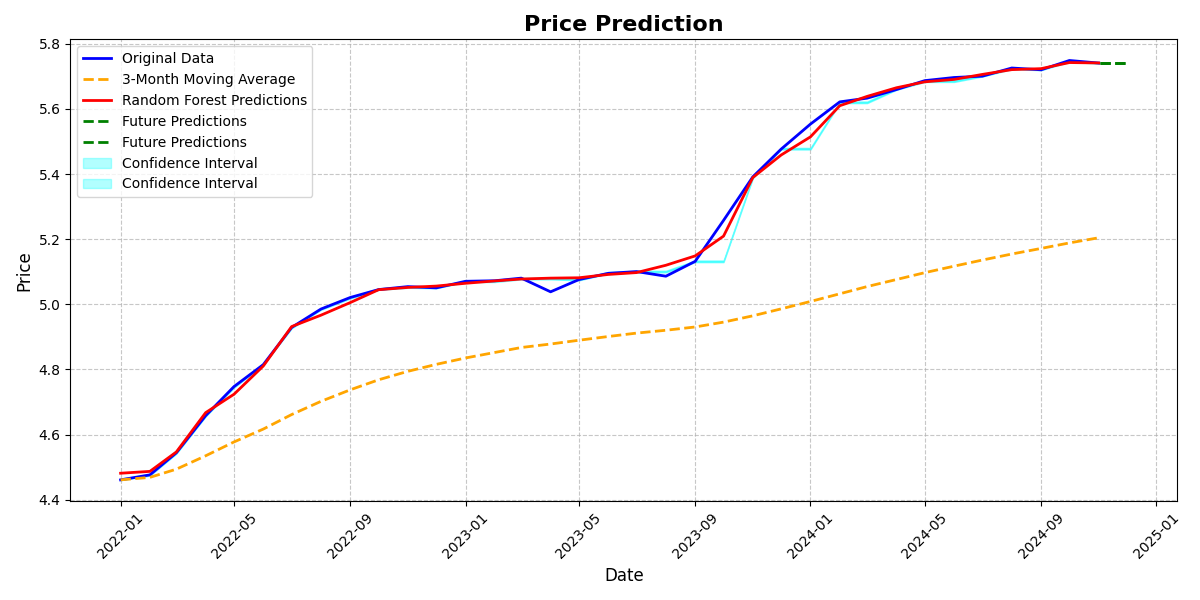 Price Prediction
Original Data
3-Month Moving Average
Random Forest Predictions
Future Predictions
Future Predictions
Confidence Interval
Confidence Interval
5.8
5.6
5.4
5.2
5.0
4.8
4.6
4.4
Price
2022-01
2022-05
2022-09
2023-01
2023-05
2023-09
2024-01
2024-05
2024-09
2025-01
Date